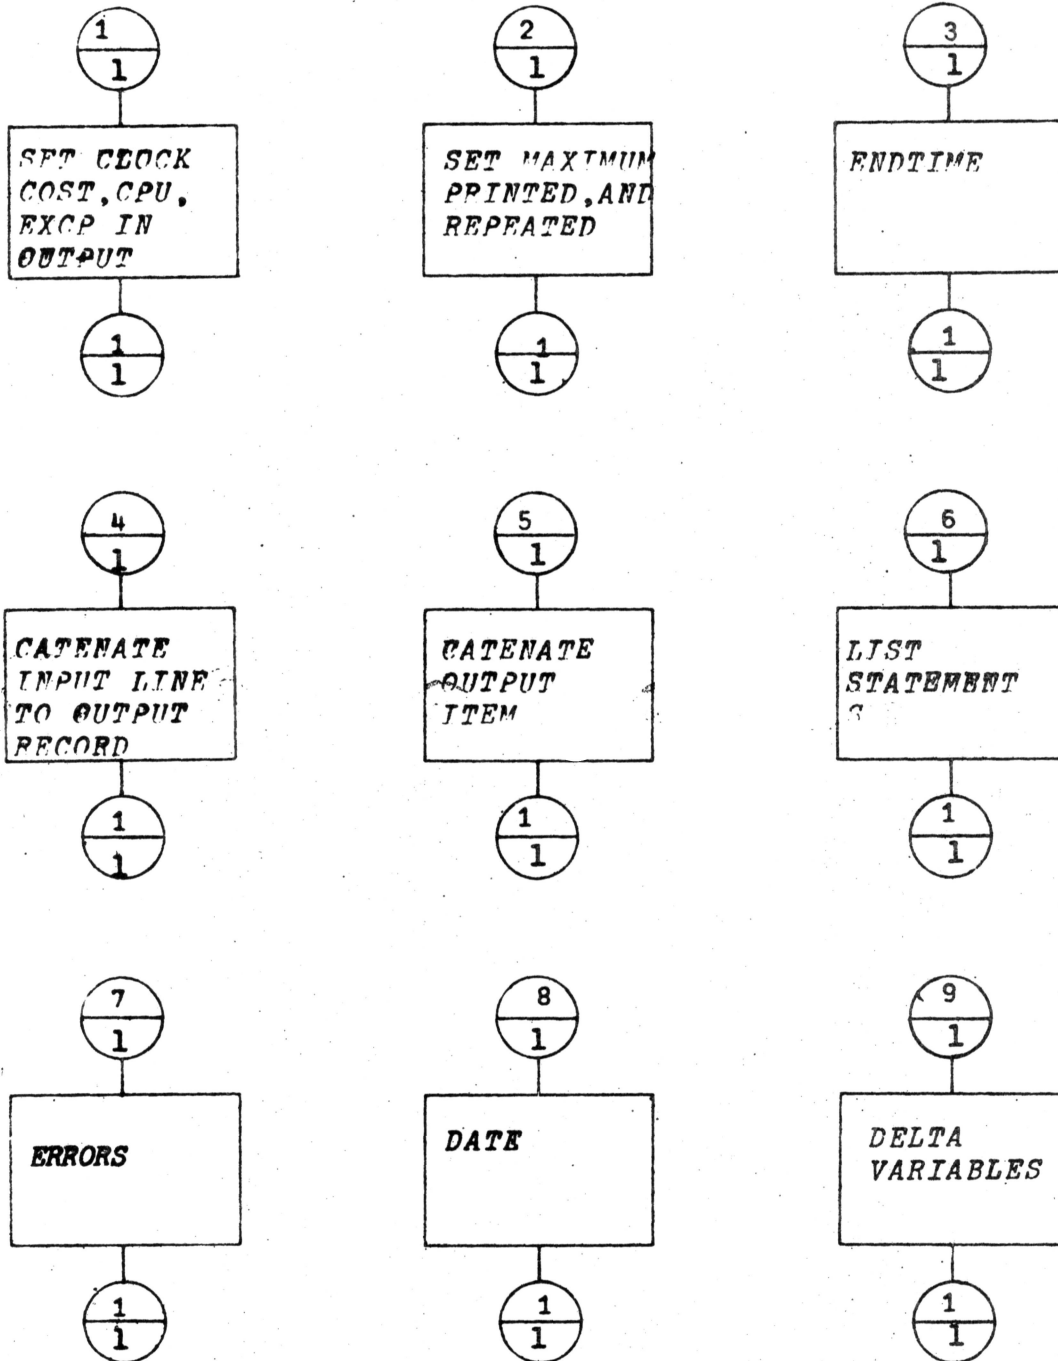 1
1
SET CLOCK
COST,CPU,
EXCP IN
OUTPUT
1
1
2
1
SET MAXIMUM
PRINTED,AND
REPEATED
1
1
3
1
ENDTIME
1
1
4
1
CATENATE
INPUT LINE
TO OUTPUT
RECORD
1
1
5
1
CATENATE
OUTPUT
ITEM
1
1
6
1
LIST
STATEMENT
S
1
1
7
1
ERRORS
1
1
8
1
DATE
1
1
9
1
DELTA
VARIABLES
1
1